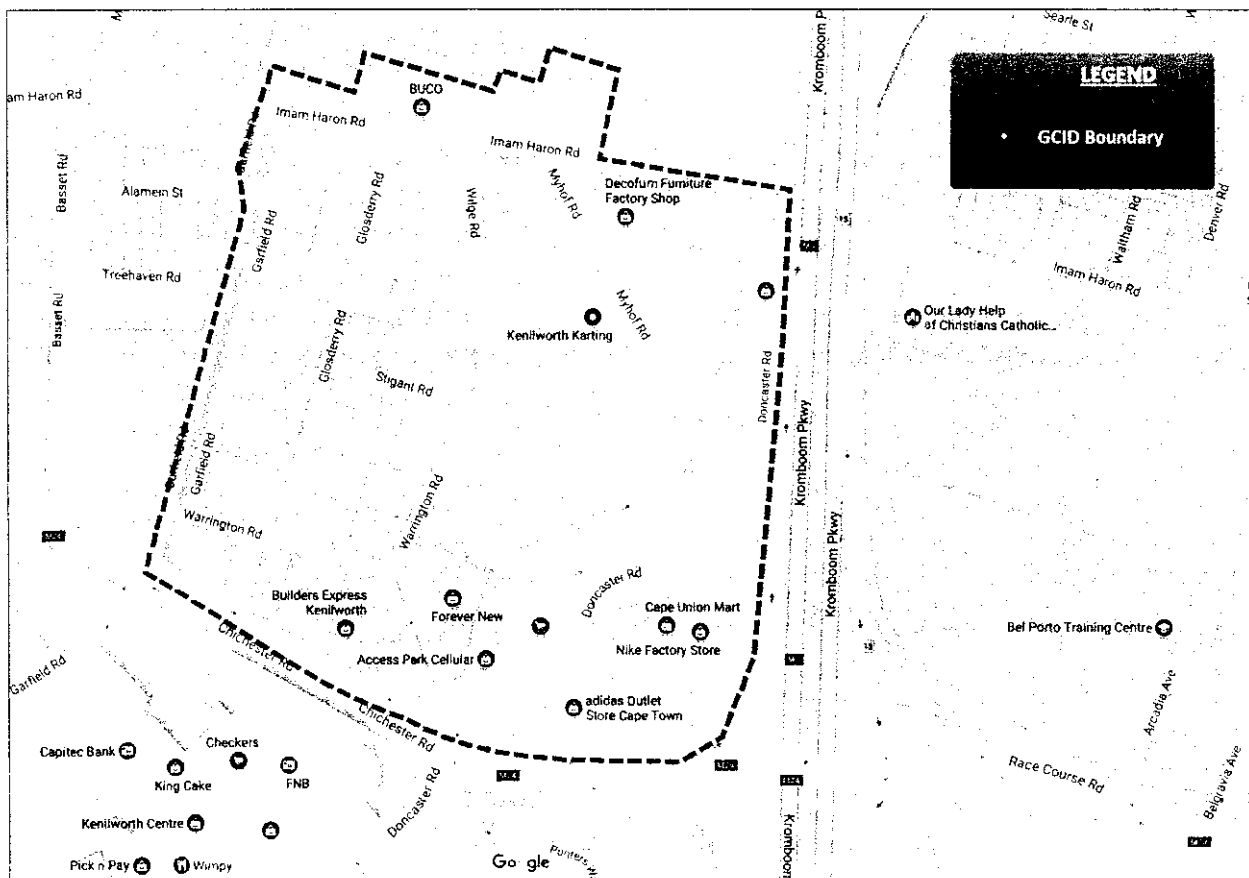 Searle St
Kromboom P
LEGEND
GCID Boundary
BUCO
am Haron Rd
Imam Haron Rd
Imam Haron Rd
Garfield Rd
Basset Rd
Alamein St
Glosderry Rd
Wilge Rd
Myhof Rd
Decofurn Furniture
Factory Shop
Waltham Rd
Denver Rd
Garfield Rd
Treehaven Rd
Imam Haron Rd
Basset Rd
Glosderry Rd
Kenilworth Karting
Myhof Rd
Doncaster Rd
Our Lady Help
of Christians Catholic...
Stigant Rd
Kromboom Pkwy
Garfield Rd
Garfield Rd
Warrington Rd
Warrington Rd
Kromboom Pkwy
Builders Express
Kenilworth
Forever New
Doncaster Rd
Cape Union Mart
Nike Factory Store
Bel Porto Training Centre
Chichester Rd
Access Park Cellular
Garfield Rd
adidas Outlet
Store Cape Town
Chichester Rd
Arcadia Ave
Capitec Bank
King Cake
Checkers
FNB
Doncaster Rd
Race Course Rd
Belgravia Ave
Kenilworth Centre
Kromboom
Pick n Pay
Wimpy
Google
Punters W